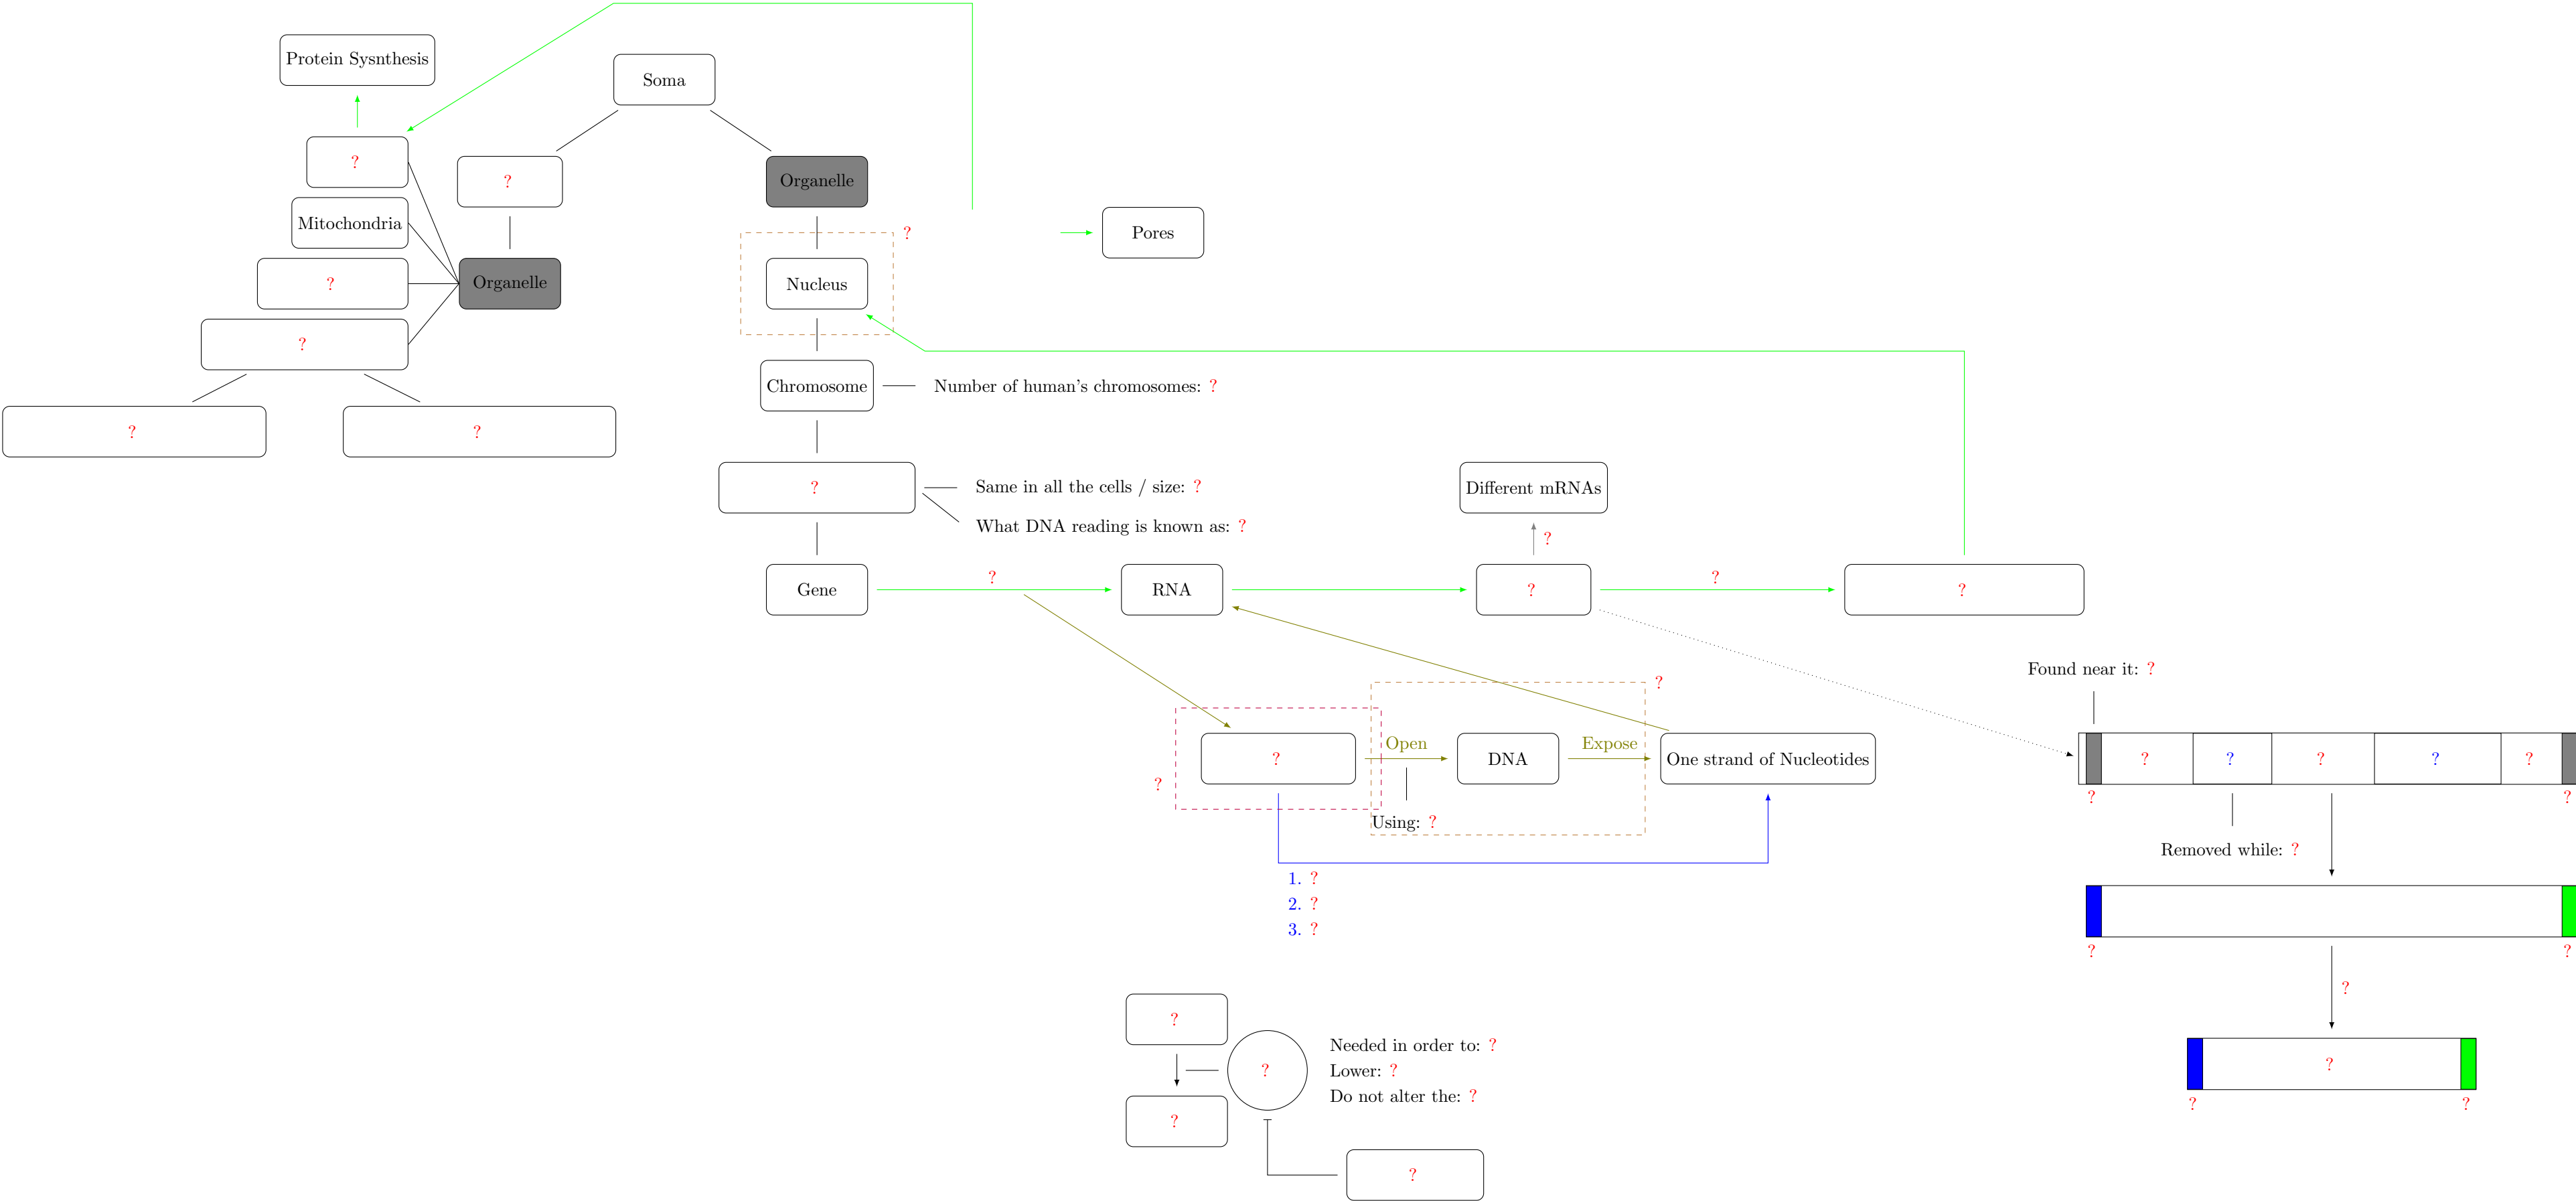 Protein Sysnthesis
Soma
?
?
Organelle
Mitochondria
?
Pores
?
Organelle
Nucleus
?
Chromosome
Number of human's chromosomes: ?
?
?
?
Same in all the cells / size: ?
Different mRNAs
What DNA reading is known as: ?
?
Gene
?
RNA
?
?
?
Found near it: ?
?
?
Open
DNA
Expose
One strand of Nucleotides
?
?
?
?
?
?
?
?
Using: ?
Removed while: ?
1. ?
2. ?
3. ?
?
?
?
?
?
Needed in order to: ?
Lower: ?
Do not alter the: ?
?
?
?
?
?